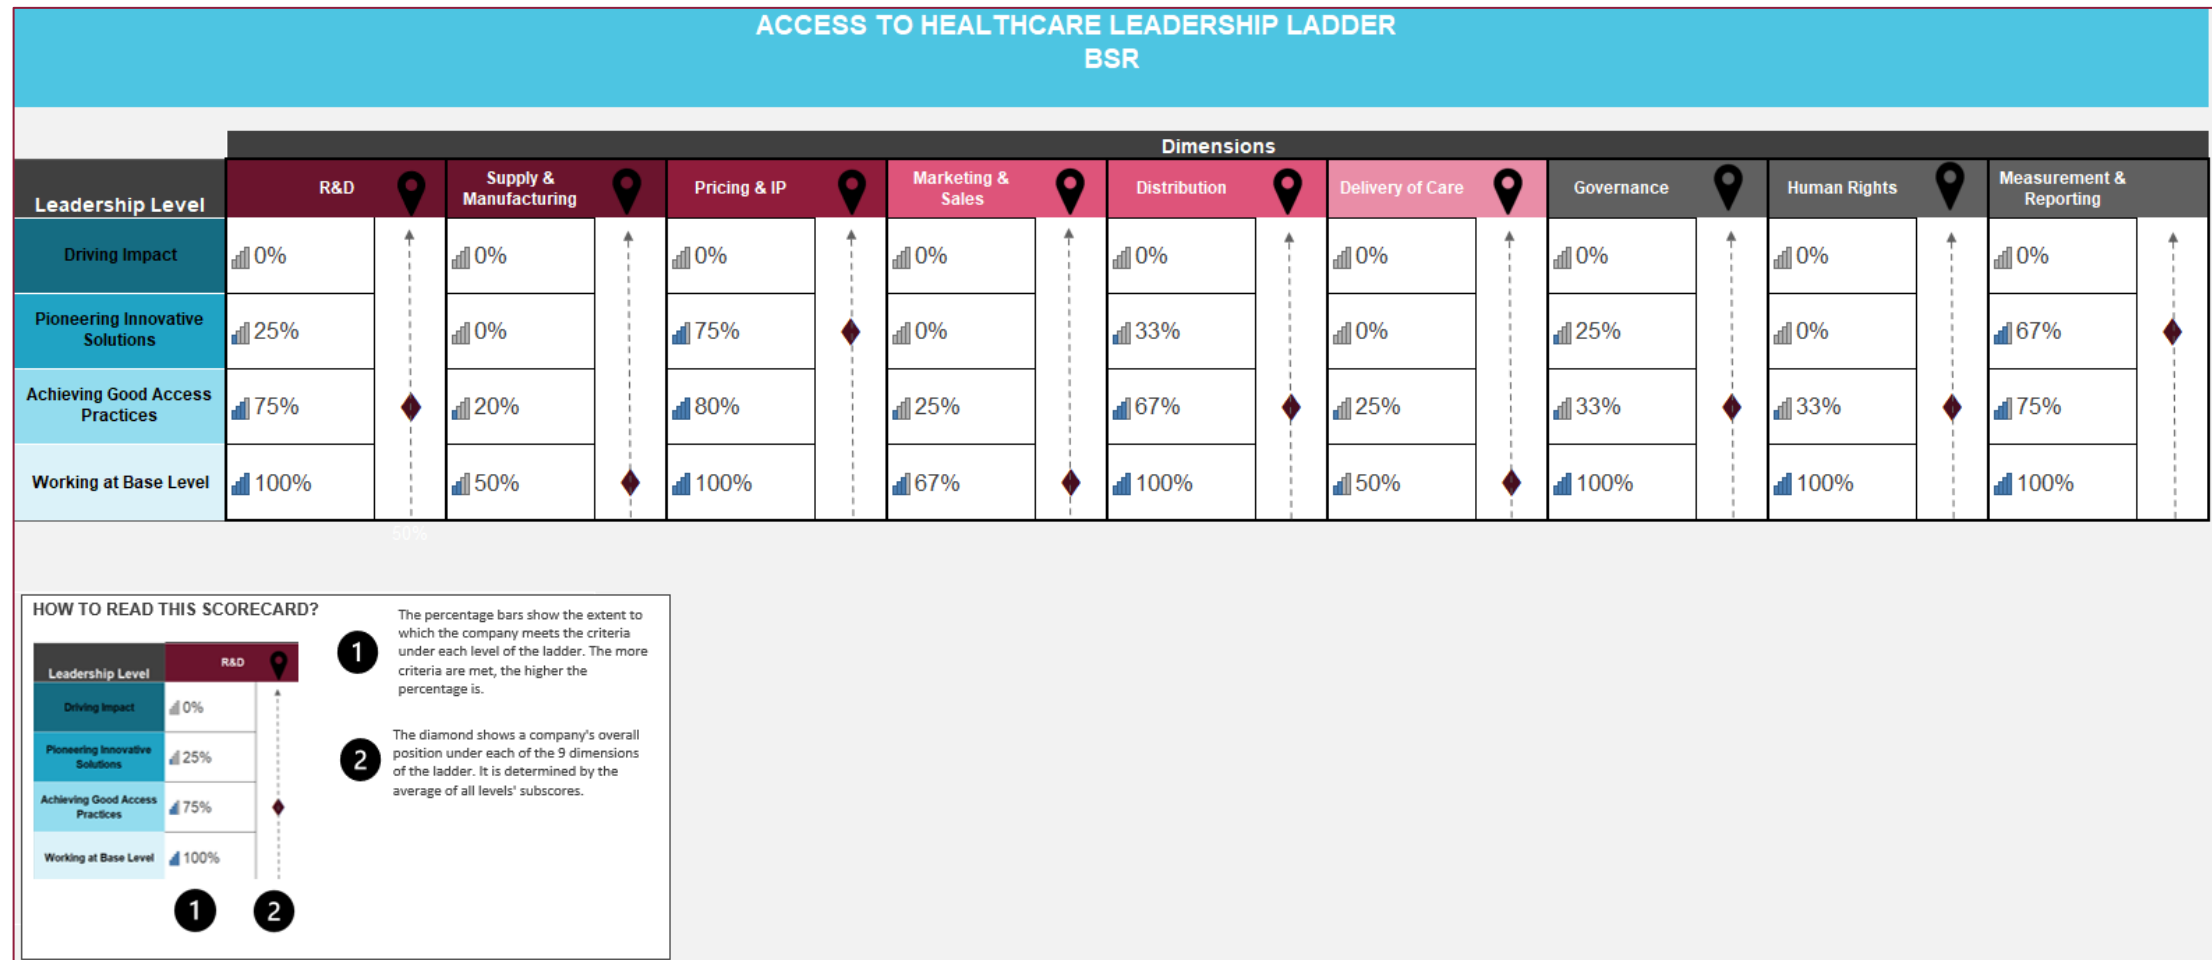 ACCESS TO HEALTHCARE LEADERSHIP LADDER
BSR
Dimensions
Leadership Level
R&D
Supply &
Manufacturing
Pricing & IP
Marketing &
Sales
Distribution
Delivery of Care
Governance
Human Rights
Measurement &
Reporting
Driving Impact
0%
0%
0%
0%
0%
0%
0%
0%
0%
Pioneering Innovative
Solutions
25%
0%
75%
0%
33%
0%
25%
0%
67%
Achieving Good Access
Practices
75%
20%
80%
25%
67%
25%
33%
33%
75%
Working at Base Level
100%
50%
100%
67%
100%
50%
100%
100%
100%
50%
HOW TO READ THIS SCORECARD?
Leadership Level
R&D
Driving Impact
0%
Pioneering Innovative
Solutions
25%
Achieving Good Access
Practices
75%
Working at Base Level
100%
1
2
1
The percentage bars show the extent to
which the company meets the criteria
under each level of the ladder. The more
criteria are met, the higher the
percentage is.
2
The diamond shows a company's overall
position under each of the 9 dimensions
of the ladder. It is determined by the
average of all levels' subscores.